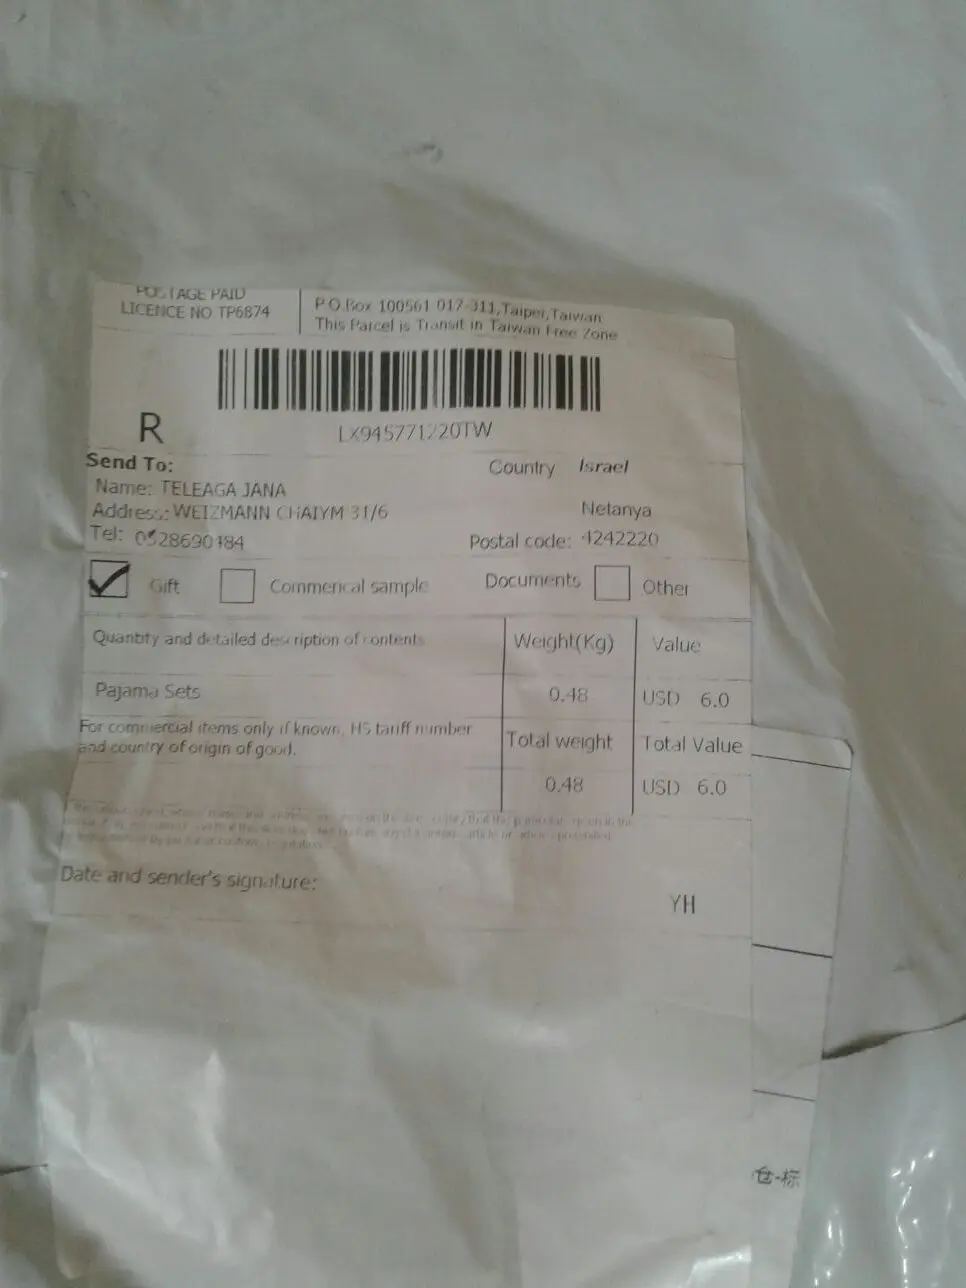 POSTAGE PAID
LICENCE NO TP6874
P.O.Box 100561 017-311,Taipei,Taiwan
This Parcel is Transit in Taiwan Free Zone
R
LX945771220TW
Send To:
Country Israel
Name: TELEAGA JANA
Address: WEIZMANN CHAIYM 31/6
Netanya
Tel: 0528690484
Postal code: 4242220
Gift Commerical sample Documents Other
Quantity and detailed description of contents Weight(Kg) Value
Pajama Sets 0.48 USD 6.0
For commercial items only if known, HS tariff number
and country of origin of good.
Total weight Total Value
0.48 USD 6.0
Date and sender's signature:
YH
仓-标